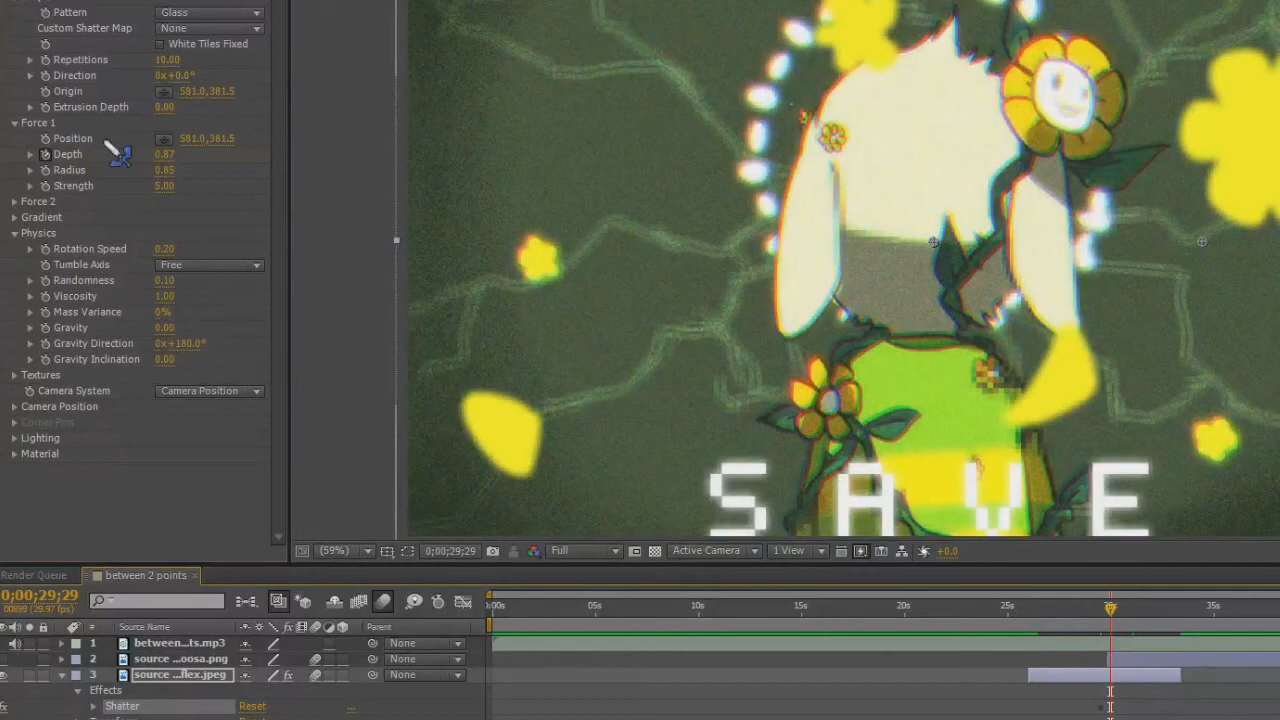 Pattern Glass
Custom Shatter Map None
White Tiles Fixed
Repetitions 10.00
Direction 0x+0.0°
Origin 581.0,381.5
Extrusion Depth 0.00
Force 1
Position 581.0,381.5
Depth 0.87
Radius 0.85
Strength 5.00
Force 2
Gradient
Physics
Rotation Speed 0.20
Tumble Axis Free
Randomness 0.10
Viscosity 1.00
Mass Variance 0%
Gravity 0.00
Gravity Direction 0x+180.0°
Gravity Inclination 0.00
Textures
Camera System Camera Position
Camera Position
Corner Pins
Lighting
Material
SAVE
(59%) 0;00;29;29 Full Active Camera 1 View +0.0
Render Queue between 2 points
0;00;29;29
00899 (29.97 fps)
:00s 05s 10s 15s 20s 25s 35s
# Source Name Parent
1 between...ts.mp3 None
2 source ...oosa.png None
3 source ...flex.jpeg None
Effects
Shatter Reset ...